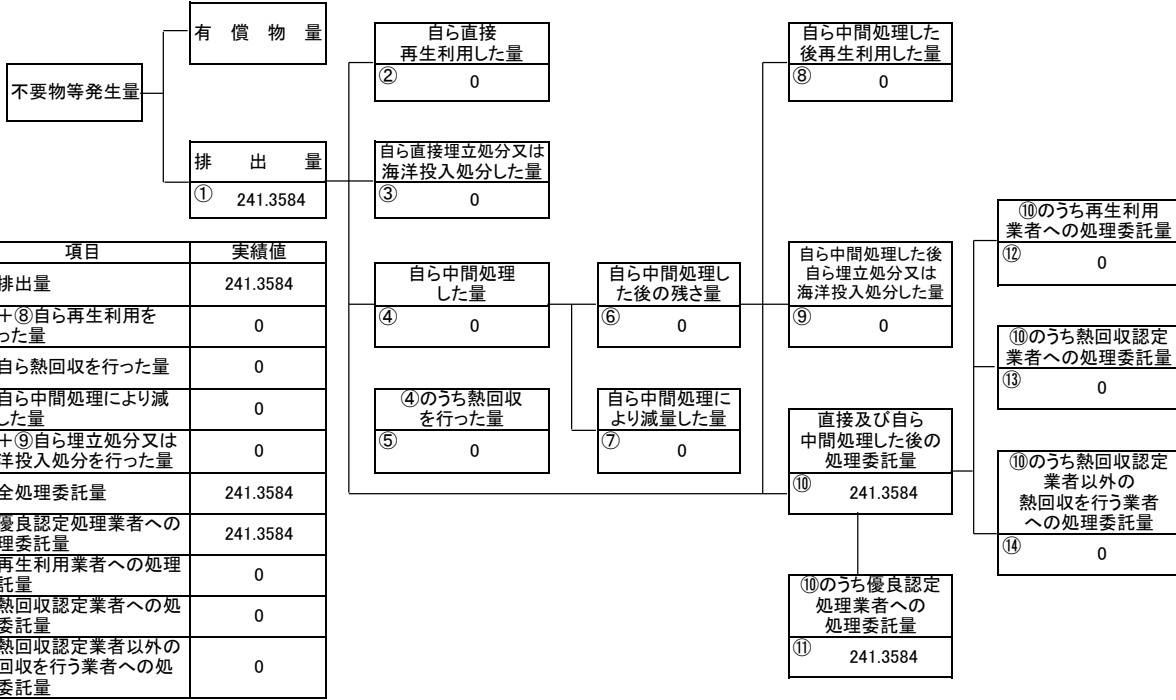 不要物等発生量
有 償 物 量
排 出 量
① 241.3584
自ら直接
再生利用した量
② 0
自ら直接埋立処分又は
海洋投入処分した量
③ 0
自ら中間処理
した量
④ 0
④のうち熱回収
を行った量
⑤ 0
自ら中間処理し
た後の残さ量
⑥ 0
自ら中間処理に
より減量した量
⑦ 0
自ら中間処理した
後再生利用した量
⑧ 0
自ら中間処理した後
自ら埋立処分又は
海洋投入処分した量
⑨ 0
直接及び自ら
中間処理した後の
処理委託量
⑩ 241.3584
⑩のうち優良認定
処理業者への
処理委託量
⑪ 241.3584
⑩のうち再生利用
業者への処理委託量
⑫ 0
⑩のうち熱回収認定
業者への処理委託量
⑬ 0
⑩のうち熱回収認定
業者以外の
熱回収を行う業者
への処理委託量
⑭ 0
項目 実績値
排出量 241.3584
+⑧自ら再生利用を
った量 0
自ら熱回収を行った量 0
自ら中間処理により減
した量 0
+⑨自ら埋立処分又は
洋投入処分を行った量 0
全処理委託量 241.3584
優良認定処理業者への
理委託量 241.3584
再生利用業者への処理
託量 0
熱回収認定業者への処
委託量 0
熱回収認定業者以外の
回収を行う業者への処
委託量 0